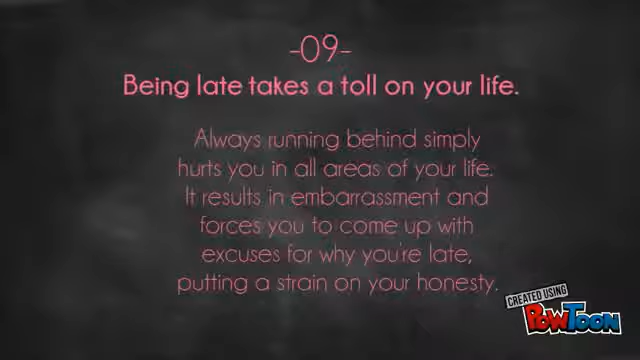 -09-
Being late takes a toll on your life.
Always running behind simply
hurts you in all areas of your life.
It results in embarrassment and
forces you to come up with
excuses for why you're late,
putting a strain on your honesty.
CREATED USING
POWTOON